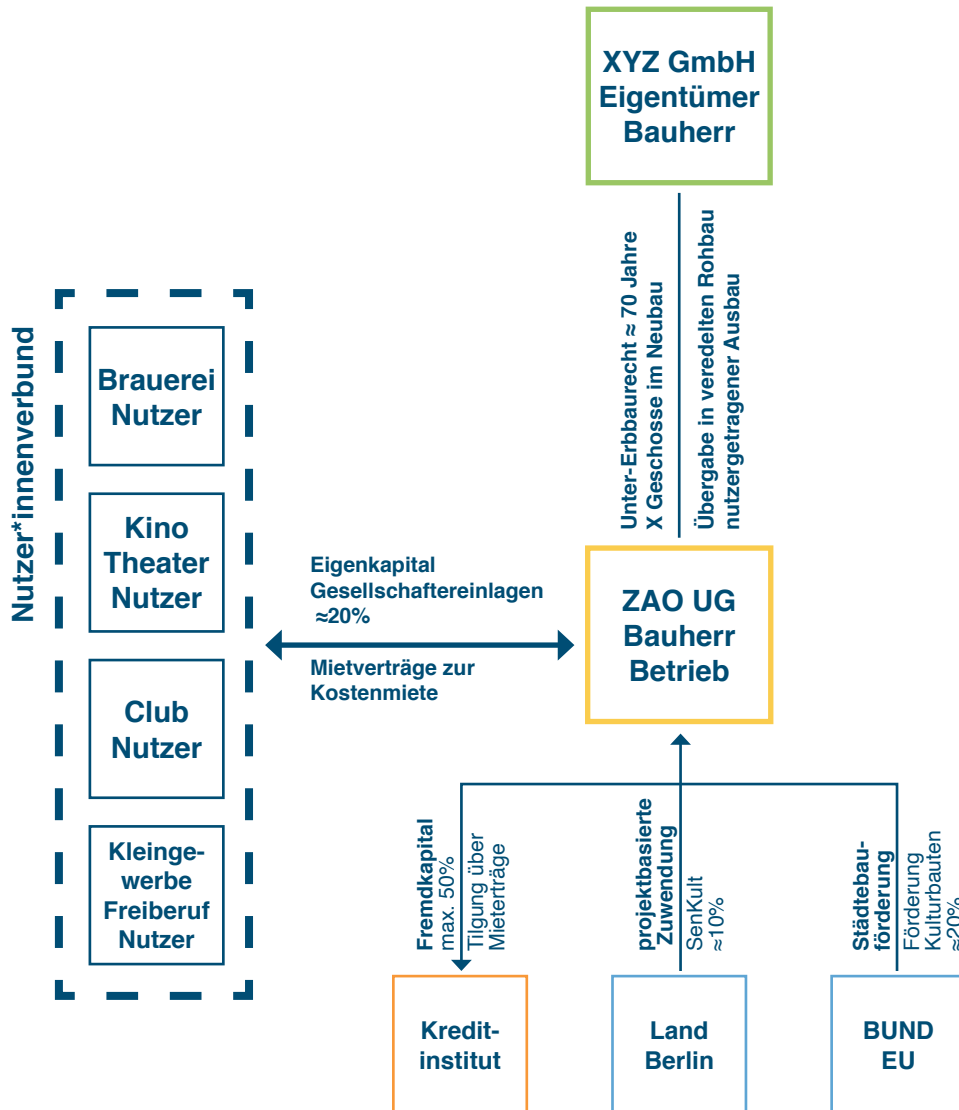 XYZ GmbH
Eigentümer
Bauherr
Unter-Erbbaurecht ≈ 70 Jahre
X Geschosse im Neubau
Übergabe in veredelten Rohbau
nutzergetragener Ausbau
Nutzer*innenverbund
Brauerei
Nutzer
Kino
Theater
Nutzer
Club
Nutzer
Kleinge-
werbe
Freiberuf
Nutzer
Eigenkapital
Gesellschaftereinlagen
≈20%
Mietverträge zur
Kostenmiete
ZAO UG
Bauherr
Betrieb
Fremdkapital
max. 50%
Tilgung über
Mieterträge
projektbasierte
Zuwendung
SenKult
≈10%
Städtebau-
förderung
Förderung
Kulturbauten
≈20%
Kredit-
institut
Land
Berlin
BUND
EU